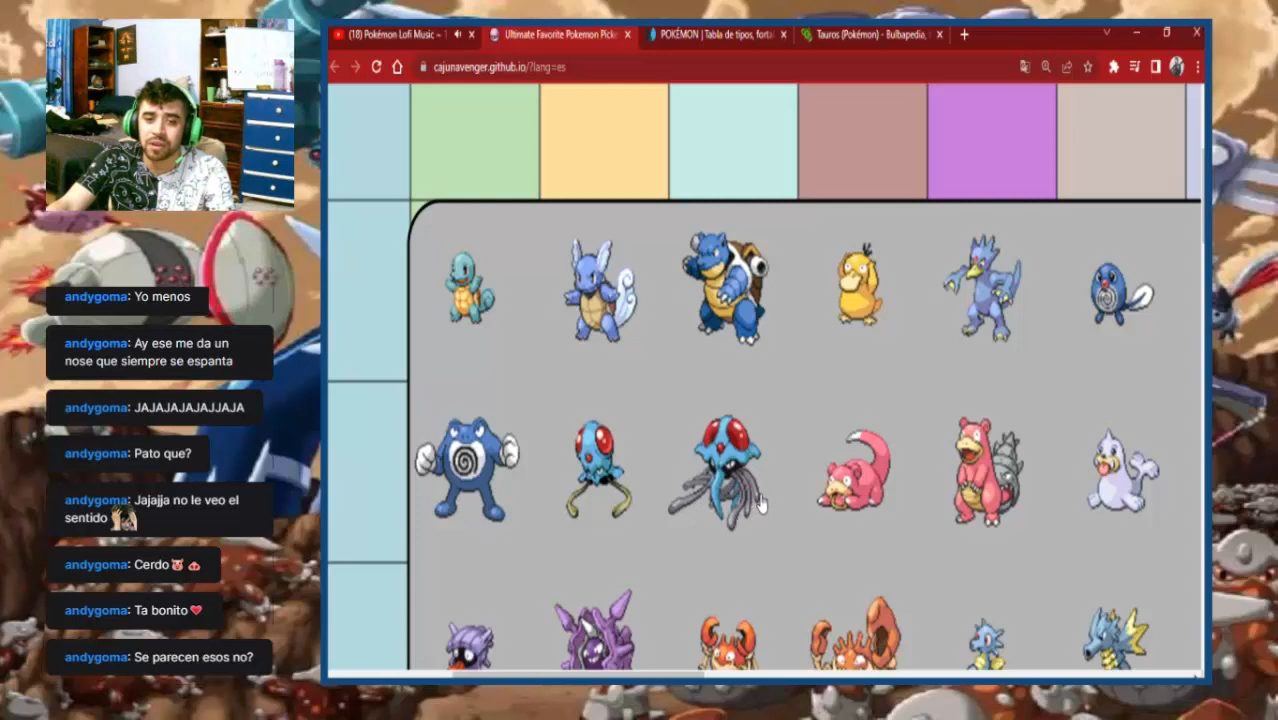 (18) Pokémon Lofi Music ~ 1
Ultimate Favorite Pokemon Picke
POKÉMON | Tabla de tipos, fortal
Tauros (Pokémon) - Bulbapedia,
cajunavenger.github.io/?lang=es
andygoma: Yo menos
andygoma: Ay ese me da un
nose que siempre se espanta
andygoma: JAJAJAJAJAJJAJA
andygoma: Pato que?
andygoma: Jajajja no le veo el
sentido
andygoma: Cerdo🐷 🐽
andygoma: Ta bonito❤️
andygoma: Se parecen esos no?